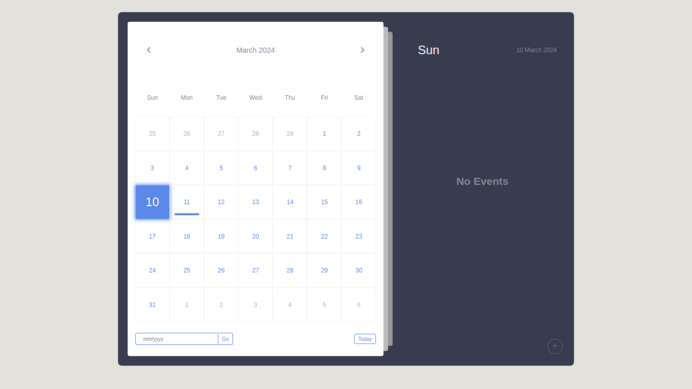 March 2024
Sun
10 March 2024
Sun Mon Tue Wed Thu Fri Sat
25 26 27 28 29 1 2
3 4 5 6 7 8 9
10 11 12 13 14 15 16
17 18 19 20 21 22 23
24 25 26 27 28 29 30
31 1 2 3 4 5 6
No Events
mm/yyyy Go Today
+